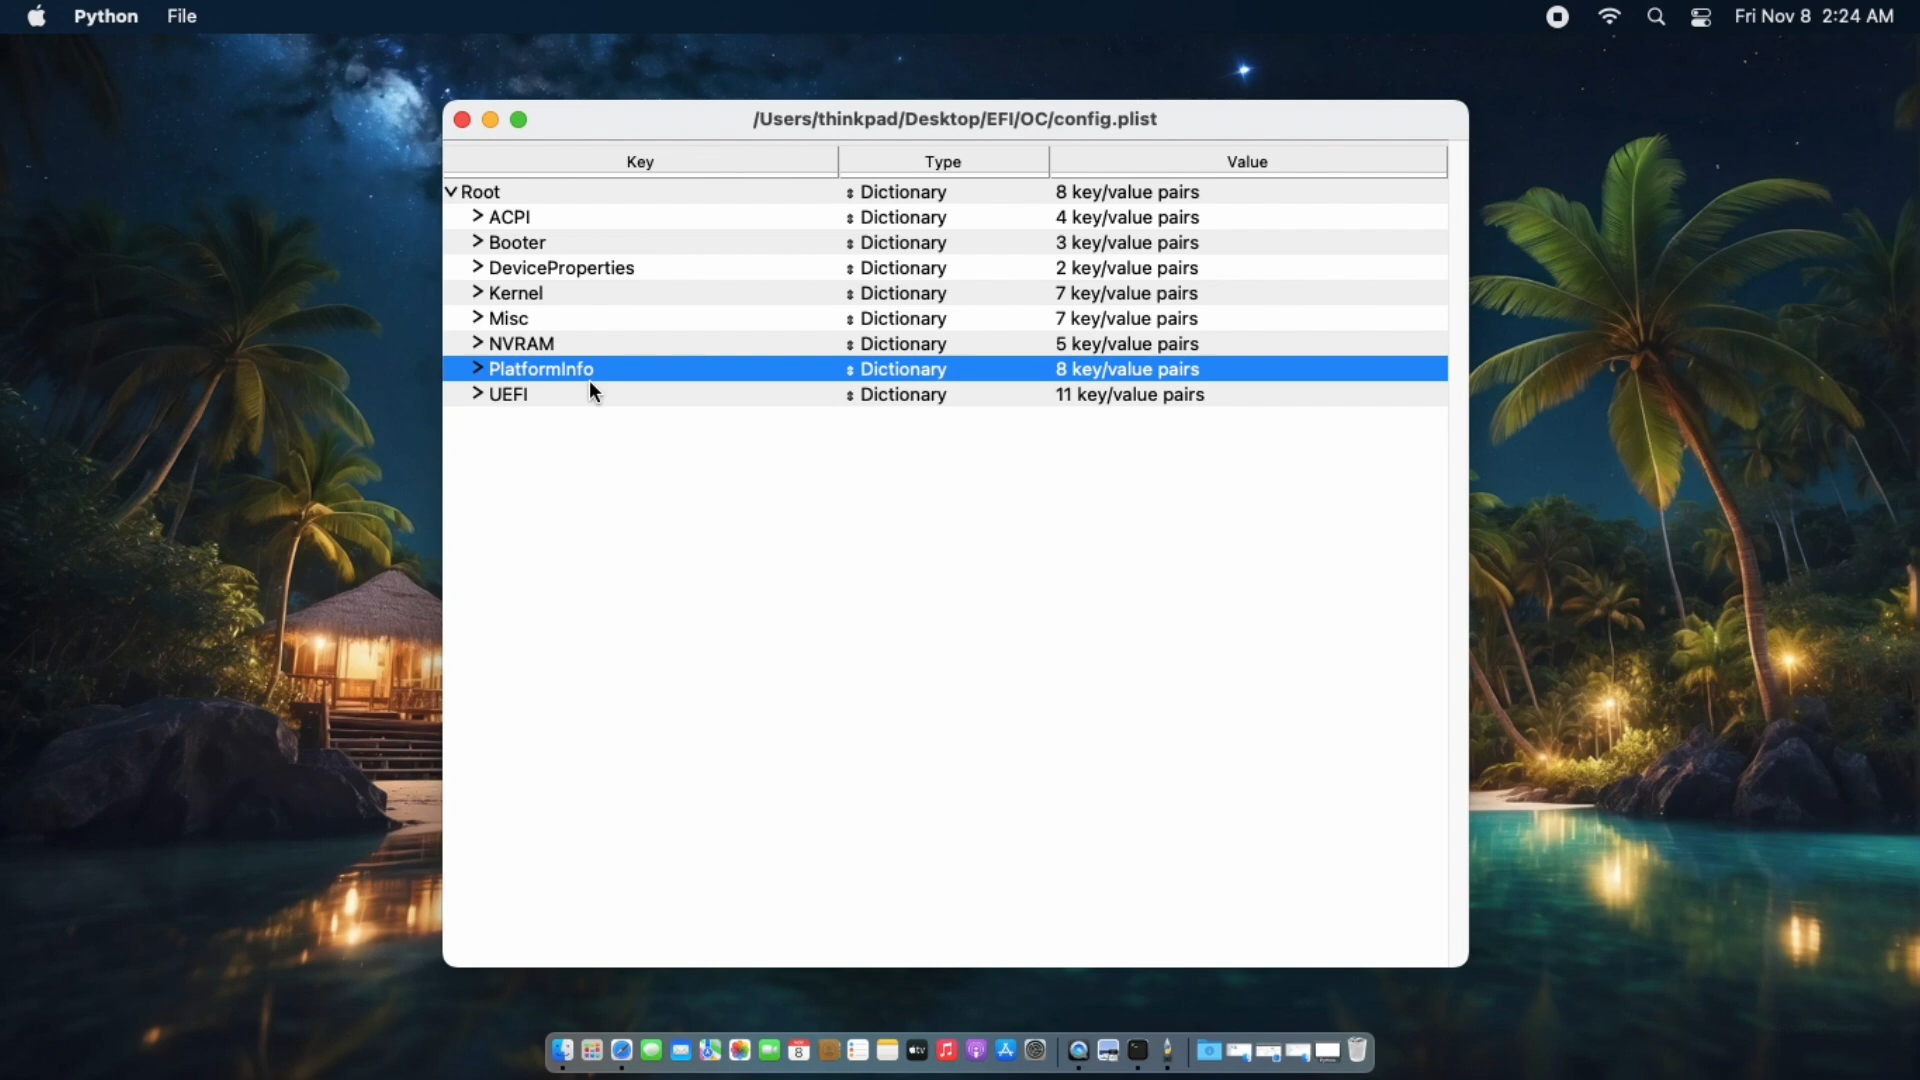 Python File Fri Nov 8 2:24 AM
/Users/thinkpad/Desktop/EFI/OC/config.plist
Key Type Value
Root Dictionary 8 key/value pairs
ACPI Dictionary 4 key/value pairs
Booter Dictionary 3 key/value pairs
DeviceProperties Dictionary 2 key/value pairs
Kernel Dictionary 7 key/value pairs
Misc Dictionary 7 key/value pairs
NVRAM Dictionary 5 key/value pairs
PlatformInfo Dictionary 8 key/value pairs
UEFI Dictionary 11 key/value pairs
8 tv